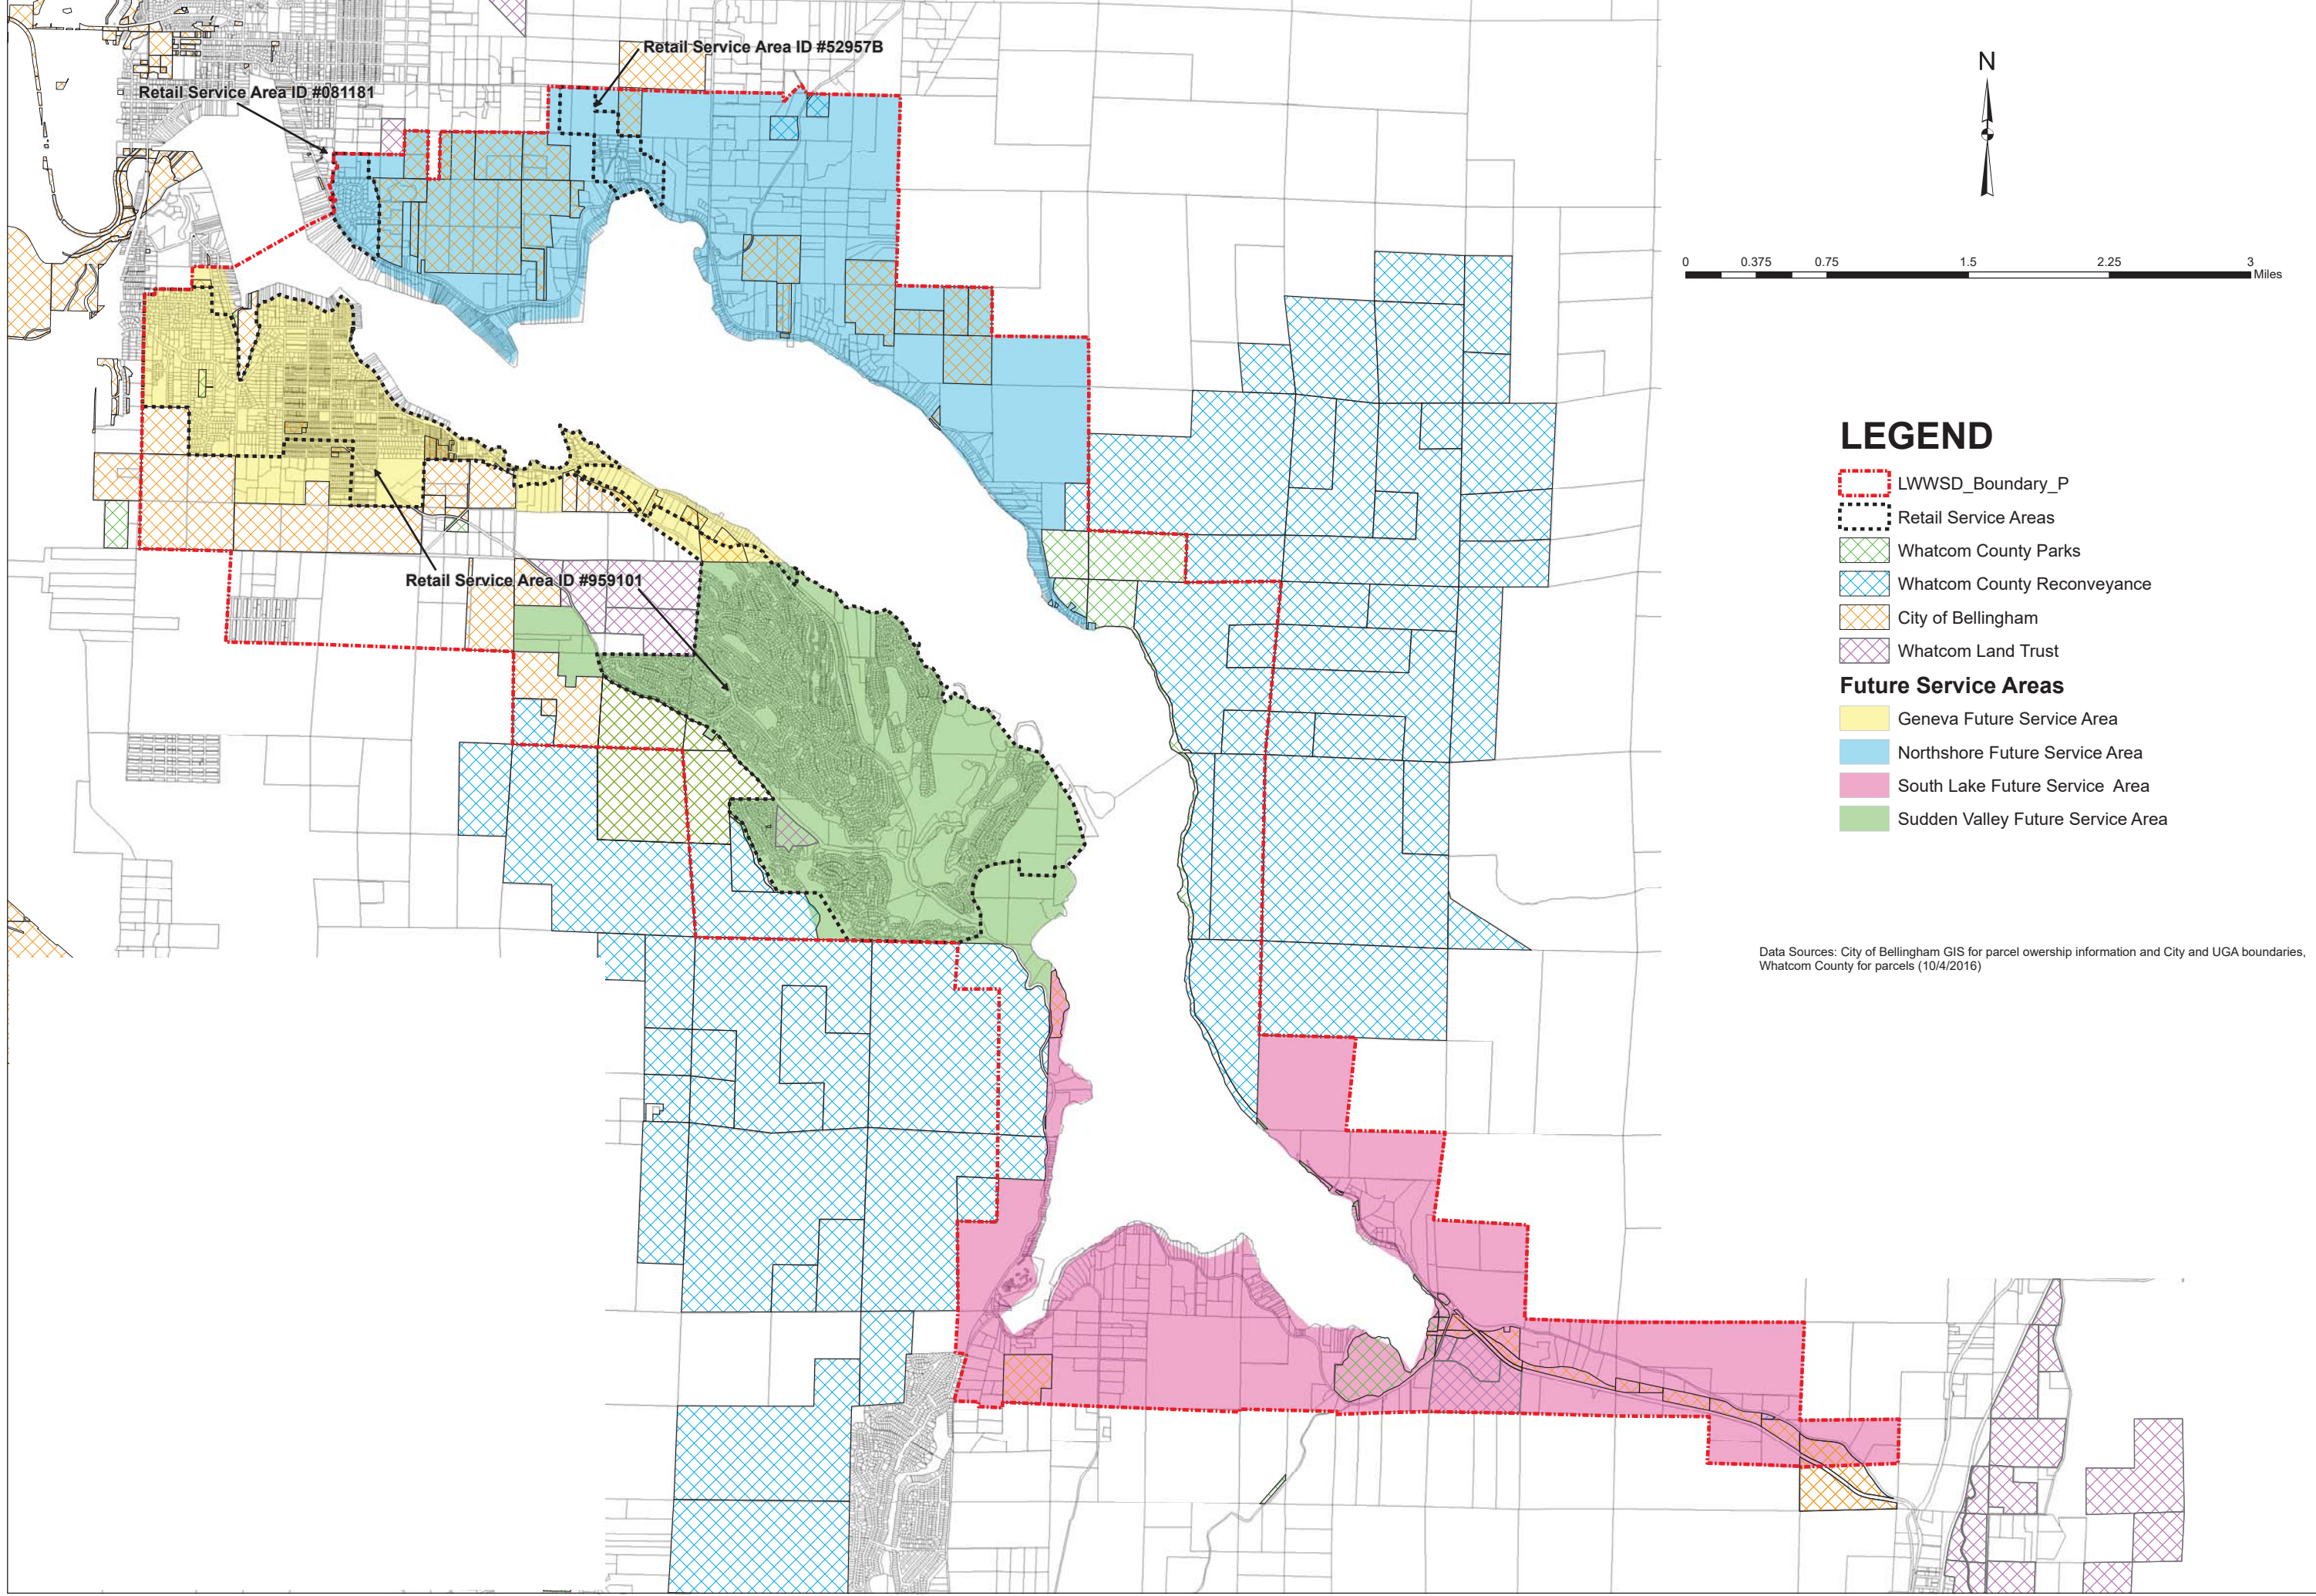 Retail Service Area ID #52957B
Retail Service Area ID #081181
N
0 0.375 0.75 1.5 2.25 3
Miles
LEGEND
LWWSD_Boundary_P
Retail Service Areas
Whatcom County Parks
Whatcom County Reconveyance
City of Bellingham
Whatcom Land Trust
Future Service Areas
Geneva Future Service Area
Northshore Future Service Area
South Lake Future Service Area
Sudden Valley Future Service Area
Retail Service Area ID #959101
Data Sources: City of Bellingham GIS for parcel owership information and City and UGA boundaries,
Whatcom County for parcels (10/4/2016)